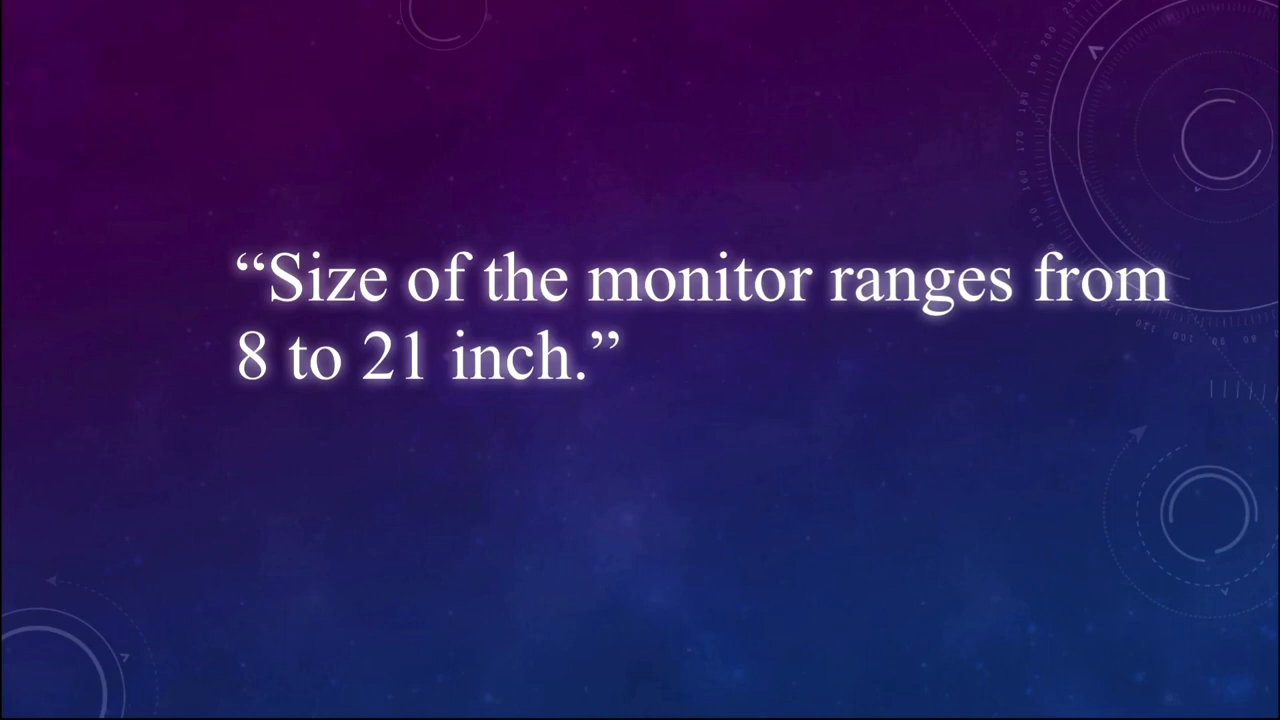 “Size of the monitor ranges from
8 to 21 inch.”